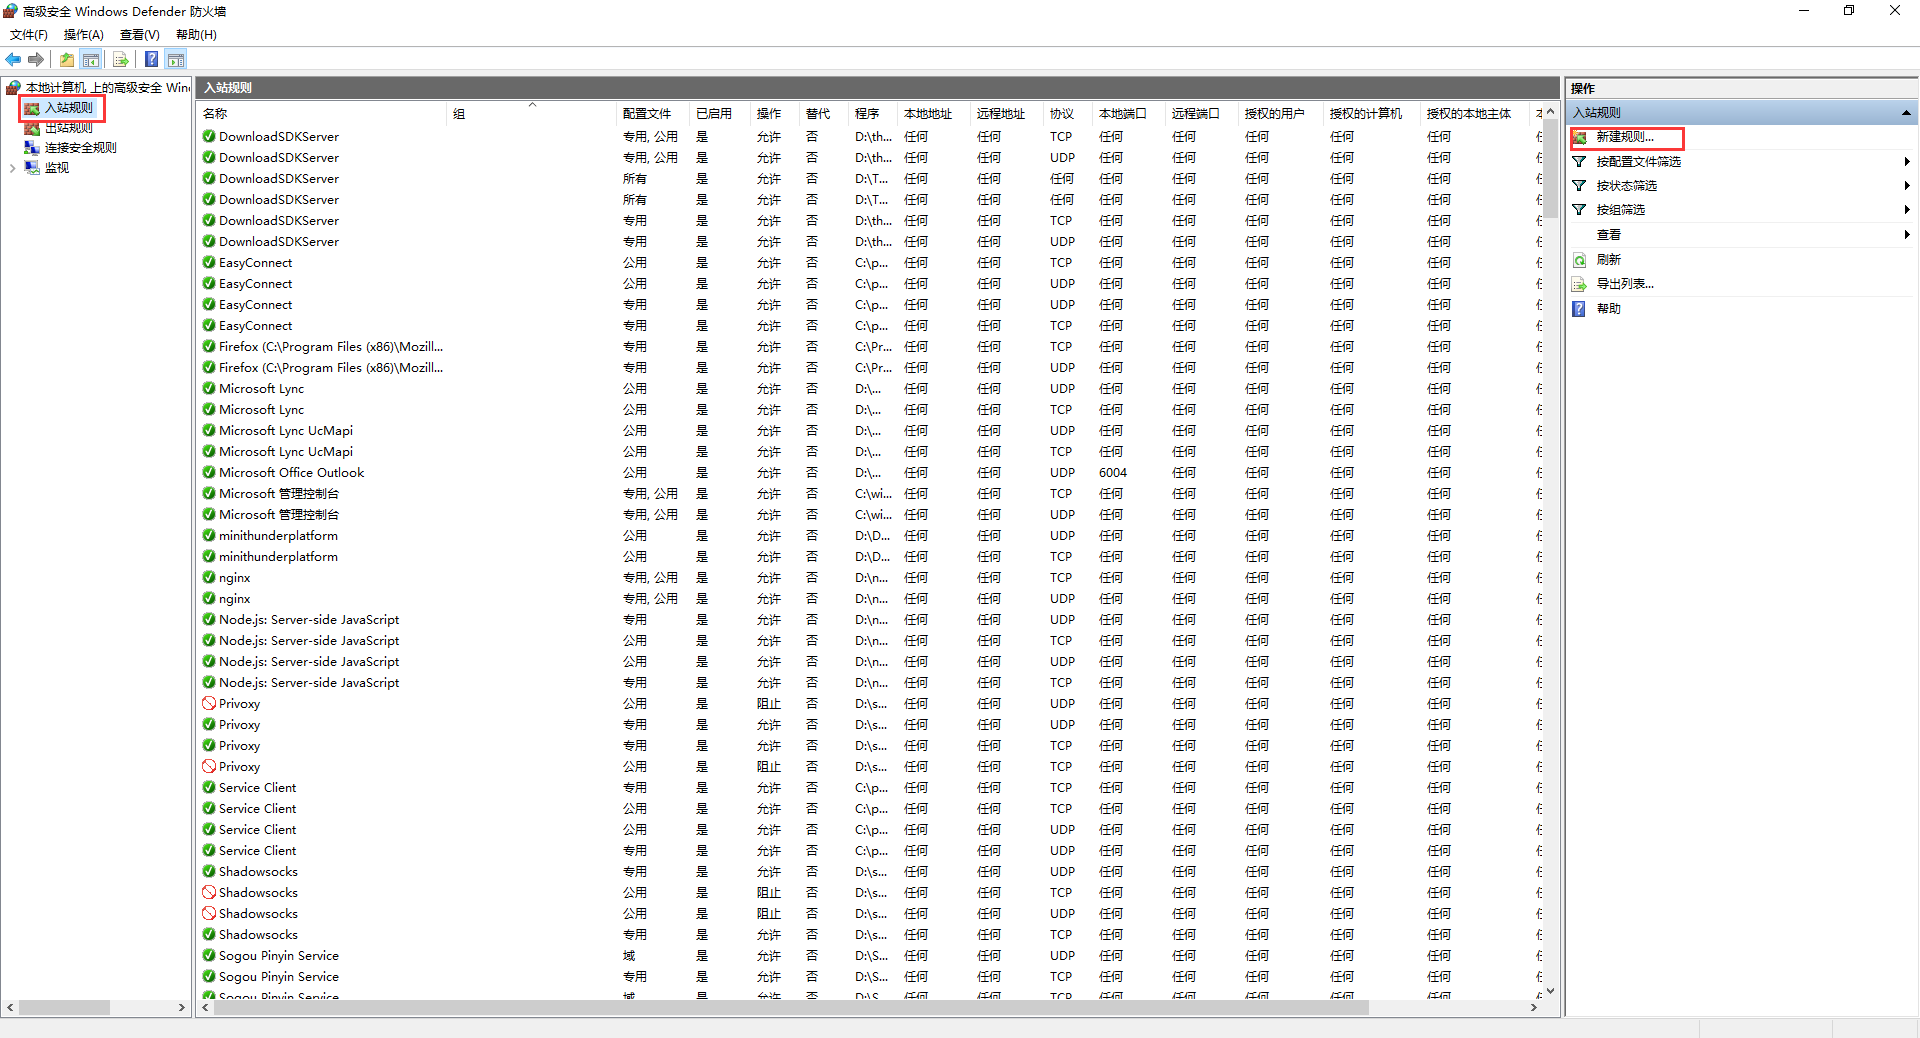 高级安全 Windows Defender 防火墙
文件(F) 操作(A) 查看(V) 帮助(H)
本地计算机 上的高级安全 Win
入站规则
出站规则
连接安全规则
监视
入站规则
名称 组 配置文件 已启用 操作 替代 程序 本地地址 远程地址 协议 本地端口 远程端口 授权的用户 授权的计算机 授权的本地主体
DownloadSDKServer 专用, 公用 是 允许 否 D:\th... 任何 任何 TCP 任何 任何 任何 任何 任何
DownloadSDKServer 专用, 公用 是 允许 否 D:\th... 任何 任何 UDP 任何 任何 任何 任何 任何
DownloadSDKServer 所有 是 允许 否 D:\T... 任何 任何 任何 任何 任何 任何 任何 任何
DownloadSDKServer 所有 是 允许 否 D:\T... 任何 任何 任何 任何 任何 任何 任何 任何
DownloadSDKServer 专用 是 允许 否 D:\th... 任何 任何 TCP 任何 任何 任何 任何 任何
DownloadSDKServer 专用 是 允许 否 D:\th... 任何 任何 UDP 任何 任何 任何 任何 任何
EasyConnect 公用 是 允许 否 C:\p... 任何 任何 TCP 任何 任何 任何 任何 任何
EasyConnect 公用 是 允许 否 C:\p... 任何 任何 UDP 任何 任何 任何 任何 任何
EasyConnect 专用 是 允许 否 C:\p... 任何 任何 UDP 任何 任何 任何 任何 任何
EasyConnect 专用 是 允许 否 C:\p... 任何 任何 TCP 任何 任何 任何 任何 任何
Firefox (C:\Program Files (x86)\Mozill... 专用 是 允许 否 C:\Pr... 任何 任何 TCP 任何 任何 任何 任何 任何
Firefox (C:\Program Files (x86)\Mozill... 专用 是 允许 否 C:\Pr... 任何 任何 UDP 任何 任何 任何 任何 任何
Microsoft Lync 公用 是 允许 否 D:\... 任何 任何 UDP 任何 任何 任何 任何 任何
Microsoft Lync 公用 是 允许 否 D:\... 任何 任何 TCP 任何 任何 任何 任何 任何
Microsoft Lync UcMapi 公用 是 允许 否 D:\... 任何 任何 UDP 任何 任何 任何 任何 任何
Microsoft Lync UcMapi 公用 是 允许 否 D:\... 任何 任何 TCP 任何 任何 任何 任何 任何
Microsoft Office Outlook 公用 是 允许 否 D:\... 任何 任何 UDP 6004 任何 任何 任何 任何
Microsoft 管理控制台 专用, 公用 是 允许 否 C:\wi... 任何 任何 TCP 任何 任何 任何 任何 任何
Microsoft 管理控制台 专用, 公用 是 允许 否 C:\wi... 任何 任何 UDP 任何 任何 任何 任何 任何
minithunderplatform 公用 是 允许 否 D:\D... 任何 任何 UDP 任何 任何 任何 任何 任何
minithunderplatform 公用 是 允许 否 D:\D... 任何 任何 TCP 任何 任何 任何 任何 任何
nginx 专用, 公用 是 允许 否 D:\n... 任何 任何 TCP 任何 任何 任何 任何 任何
nginx 专用, 公用 是 允许 否 D:\n... 任何 任何 UDP 任何 任何 任何 任何 任何
Node.js: Server-side JavaScript 专用 是 允许 否 D:\n... 任何 任何 UDP 任何 任何 任何 任何 任何
Node.js: Server-side JavaScript 公用 是 允许 否 D:\n... 任何 任何 TCP 任何 任何 任何 任何 任何
Node.js: Server-side JavaScript 公用 是 允许 否 D:\n... 任何 任何 UDP 任何 任何 任何 任何 任何
Node.js: Server-side JavaScript 专用 是 允许 否 D:\n... 任何 任何 TCP 任何 任何 任何 任何 任何
Privoxy 公用 是 阻止 否 D:\s... 任何 任何 UDP 任何 任何 任何 任何 任何
Privoxy 专用 是 允许 否 D:\s... 任何 任何 UDP 任何 任何 任何 任何 任何
Privoxy 专用 是 允许 否 D:\s... 任何 任何 TCP 任何 任何 任何 任何 任何
Privoxy 公用 是 阻止 否 D:\s... 任何 任何 TCP 任何 任何 任何 任何 任何
Service Client 专用 是 允许 否 C:\p... 任何 任何 TCP 任何 任何 任何 任何 任何
Service Client 公用 是 允许 否 C:\p... 任何 任何 TCP 任何 任何 任何 任何 任何
Service Client 公用 是 允许 否 C:\p... 任何 任何 UDP 任何 任何 任何 任何 任何
Service Client 专用 是 允许 否 C:\p... 任何 任何 UDP 任何 任何 任何 任何 任何
Shadowsocks 专用 是 允许 否 D:\s... 任何 任何 UDP 任何 任何 任何 任何 任何
Shadowsocks 公用 是 阻止 否 D:\s... 任何 任何 TCP 任何 任何 任何 任何 任何
Shadowsocks 公用 是 阻止 否 D:\s... 任何 任何 UDP 任何 任何 任何 任何 任何
Shadowsocks 专用 是 允许 否 D:\s... 任何 任何 TCP 任何 任何 任何 任何 任何
Sogou Pinyin Service 域 是 允许 否 D:\S... 任何 任何 UDP 任何 任何 任何 任何 任何
Sogou Pinyin Service 专用 是 允许 否 D:\S... 任何 任何 TCP 任何 任何 任何 任何 任何
Sogou Pinyin Service 域 是 允许 否 D:\S 任何 任何 TCP 任何 任何 任何 任何 任何
操作
入站规则
新建规则...
按配置文件筛选
按状态筛选
按组筛选
查看
刷新
导出列表...
帮助